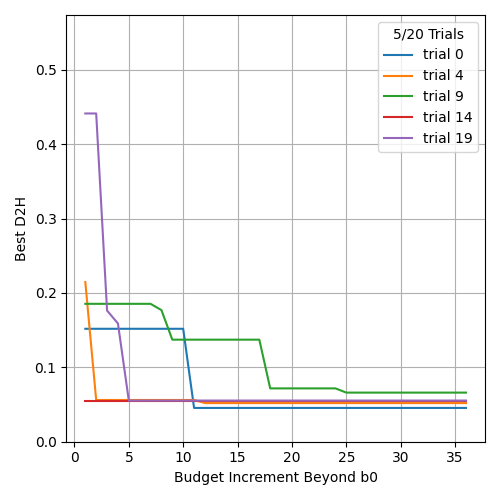 5/20 Trials
trial 0
trial 4
trial 9
trial 14
trial 19
Best D2H
0.5
0.4
0.3
0.2
0.1
0.0
0 5 10 15 20 25 30 35
Budget Increment Beyond b0